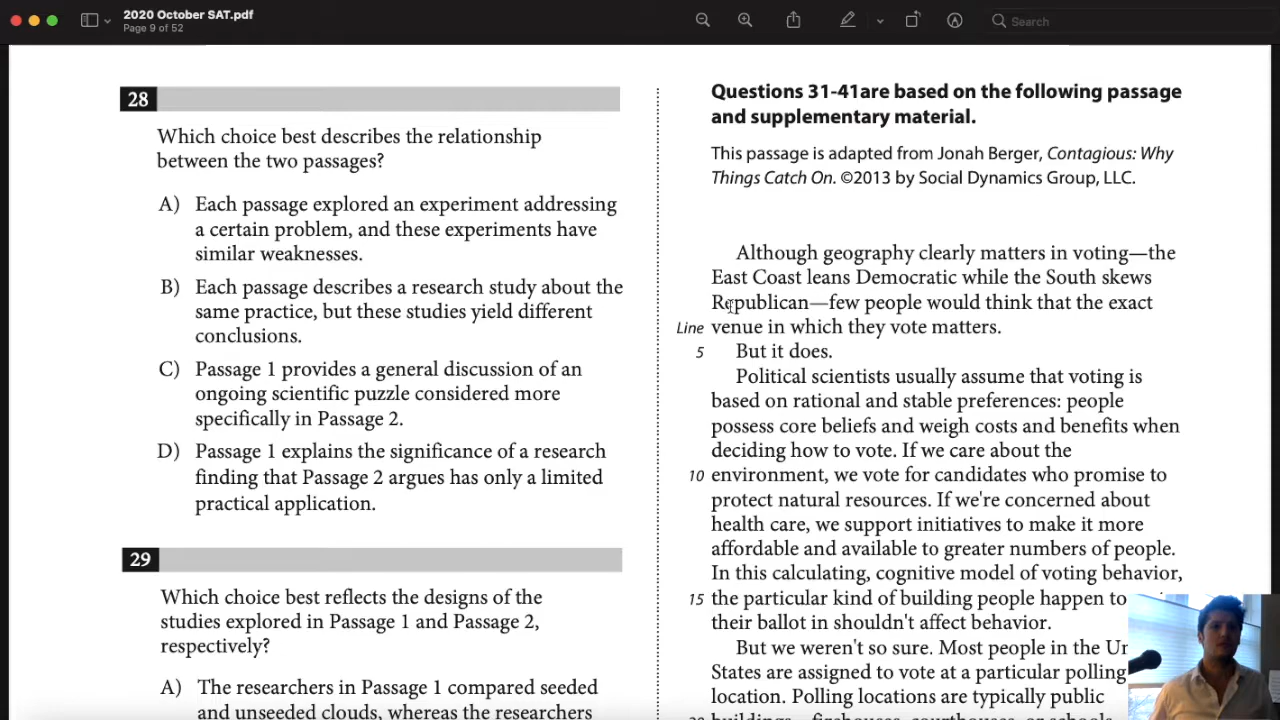 2020 October SAT.pdf
Page 9 of 52
Search
28
Which choice best describes the relationship
between the two passages?
A) Each passage explored an experiment addressing
a certain problem, and these experiments have
similar weaknesses.
B) Each passage describes a research study about the
same practice, but these studies yield different
conclusions.
C) Passage 1 provides a general discussion of an
ongoing scientific puzzle considered more
specifically in Passage 2.
D) Passage 1 explains the significance of a research
finding that Passage 2 argues has only a limited
practical application.
29
Which choice best reflects the designs of the
studies explored in Passage 1 and Passage 2,
respectively?
A) The researchers in Passage 1 compared seeded
and unseeded clouds, whereas the researchers
Questions 31-41are based on the following passage
and supplementary material.
This passage is adapted from Jonah Berger, Contagious: Why
Things Catch On. ©2013 by Social Dynamics Group, LLC.
Although geography clearly matters in voting—the
East Coast leans Democratic while the South skews
Republican—few people would think that the exact
Line venue in which they vote matters.
5 But it does.
Political scientists usually assume that voting is
based on rational and stable preferences: people
possess core beliefs and weigh costs and benefits when
deciding how to vote. If we care about the
10 environment, we vote for candidates who promise to
protect natural resources. If we're concerned about
health care, we support initiatives to make it more
affordable and available to greater numbers of people.
In this calculating, cognitive model of voting behavior,
15 the particular kind of building people happen to
their ballot in shouldn't affect behavior.
But we weren't so sure. Most people in the
States are assigned to vote at a particular polling
location. Polling locations are typically public
buildings—firehouses, courthouses, or schools